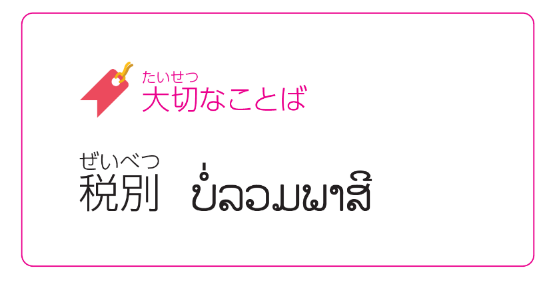 たいせつ
大切なことば
ぜいべつ
税別 ບໍ່ລວມພາສີ